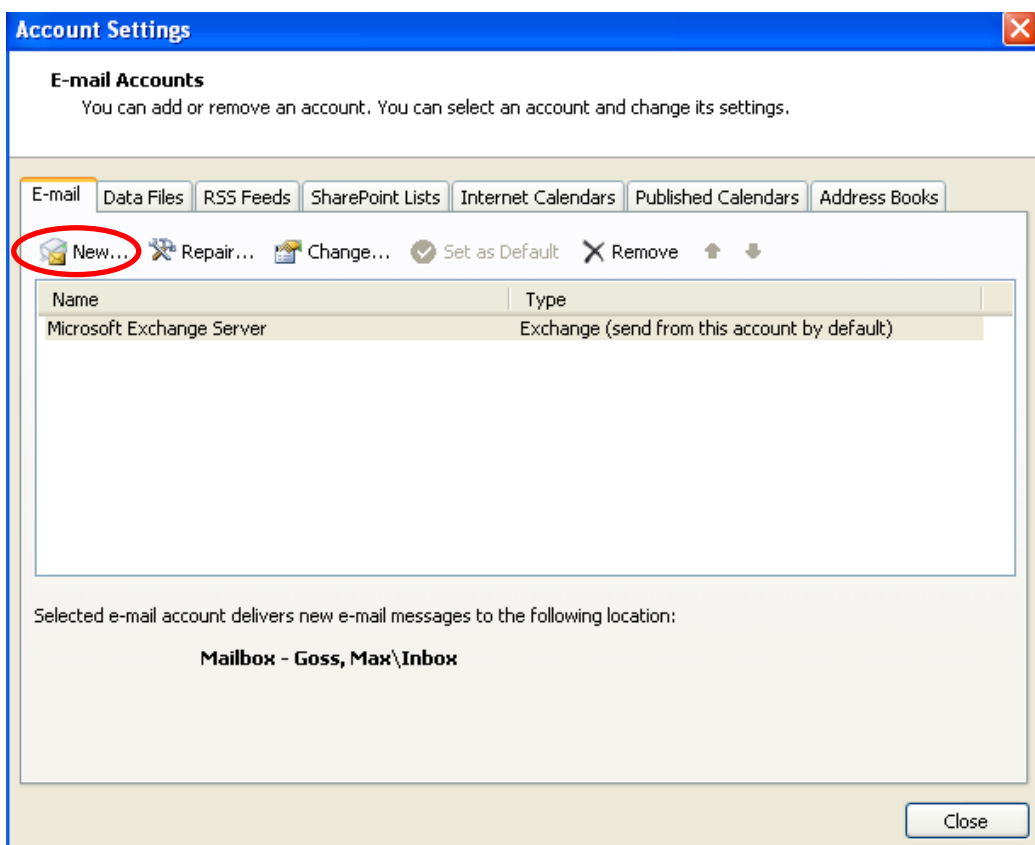 Account Settings
E-mail Accounts
You can add or remove an account. You can select an account and change its settings.
E-mail Data Files RSS Feeds SharePoint Lists Internet Calendars Published Calendars Address Books
New... Repair... Change... Set as Default Remove
Name Type
Microsoft Exchange Server Exchange (send from this account by default)
Selected e-mail account delivers new e-mail messages to the following location:
Mailbox - Goss, Max\Inbox
Close